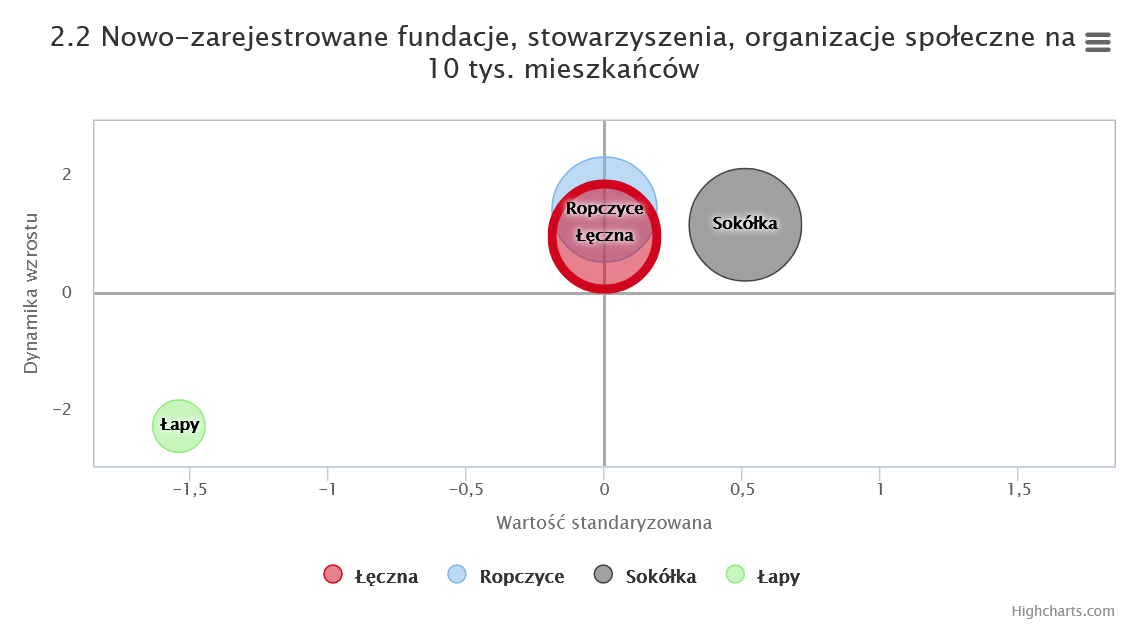 2.2 Nowo-zarejestrowane fundacje, stowarzyszenia, organizacje społeczne na
10 tys. mieszkańców
Dynamika wzrostu
2
0
-2
Ropczyce
Łęczna
Sokółka
Łapy
-1,5
-1
-0,5
0
0,5
1
1,5
Wartość standaryzowana
Łęczna
Ropczyce
Sokółka
Łapy
Highcharts.com